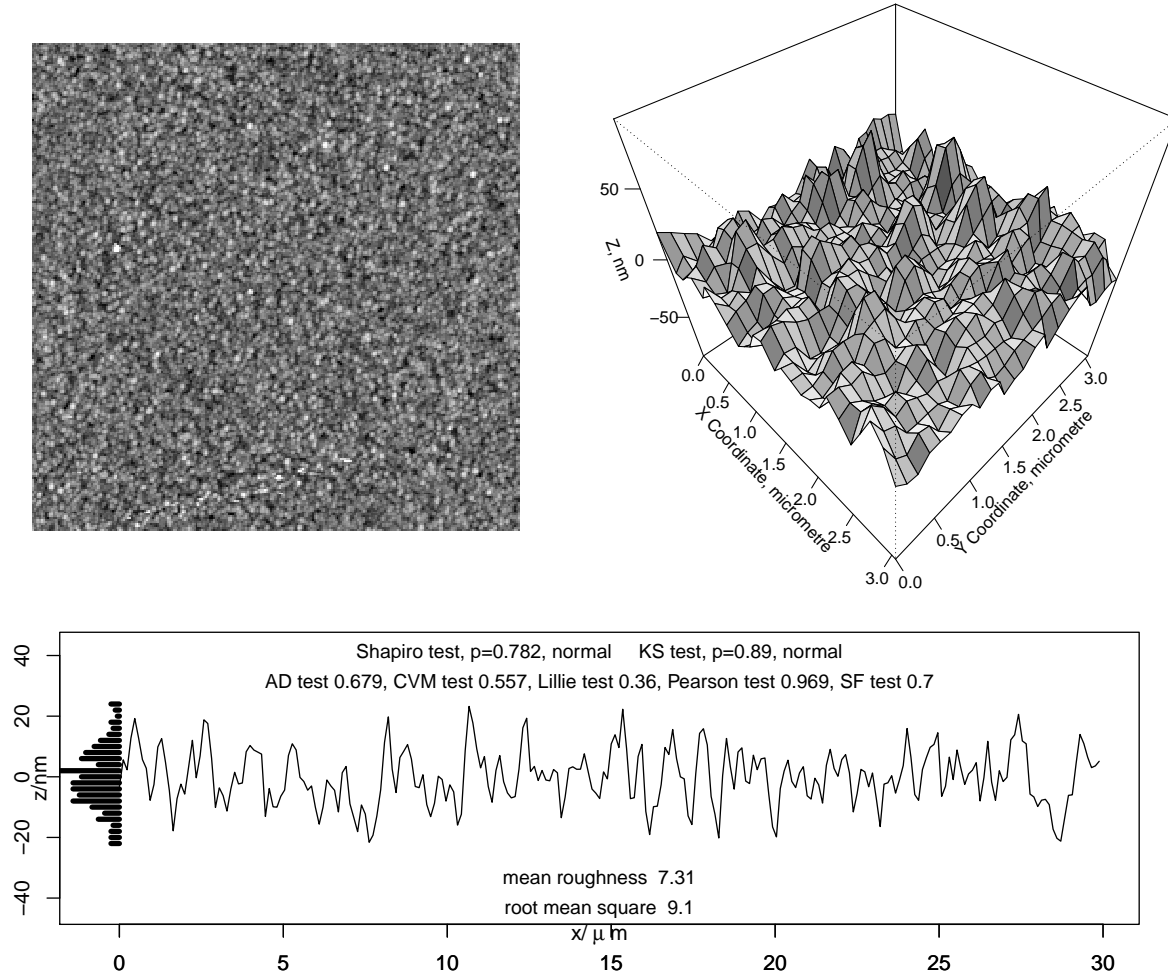 50
0
−50
Z, nm
0.0
0.5
1.0
1.5
2.0
2.5
3.0
X Coordinate, micrometre
0.0
0.5
1.0
1.5
2.0
2.5
3.0
Y Coordinate, micrometre
Shapiro test, p=0.782, normal KS test, p=0.89, normal
AD test 0.679, CVM test 0.557, Lillie test 0.36, Pearson test 0.969, SF test 0.7
40
20
0
−20
−40
z/nm
mean roughness 7.31
root mean square 9.1
x/ μ m
0 5 10 15 20 25 30